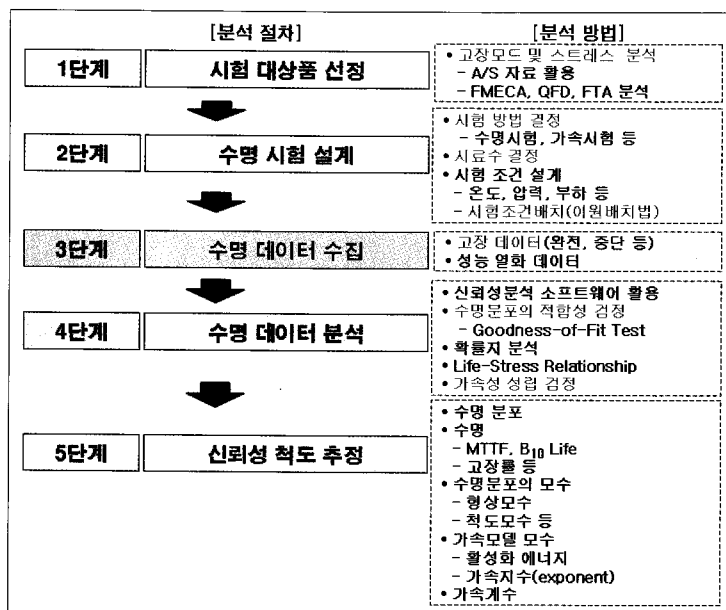 [분석 절차]
[분석 방법]
1단계
시험 대상품 선정
• 고장모드 및 스트레스 분석
- A/S 자료 활용
- FMECA, QFD, FTA 분석
2단계
수명 시험 설계
• 시험 방법 결정
- 수명시험, 가속시험 등
• 시료수 결정
• 시험 조건 설계
- 온도, 압력, 부하 등
- 시험조건배치(이원배치법)
3단계
수명 데이터 수집
• 고장 데이터(완전, 중단 등)
• 성능 열화 데이터
4단계
수명 데이터 분석
• 신뢰성분석 소프트웨어 활용
• 수명분포의 적합성 검정
- Goodness-of-Fit Test
• 확률지 분석
• Life-Stress Relationship
• 가속성 성립 검정
5단계
신뢰성 척도 추정
• 수명 분포
• 수명
- MTTF, B10 Life
- 고장률 등
• 수명분포의 모수
- 형상모수
- 척도모수 등
• 가속모델 모수
- 활성화 에너지
- 가속지수(exponent)
• 가속계수